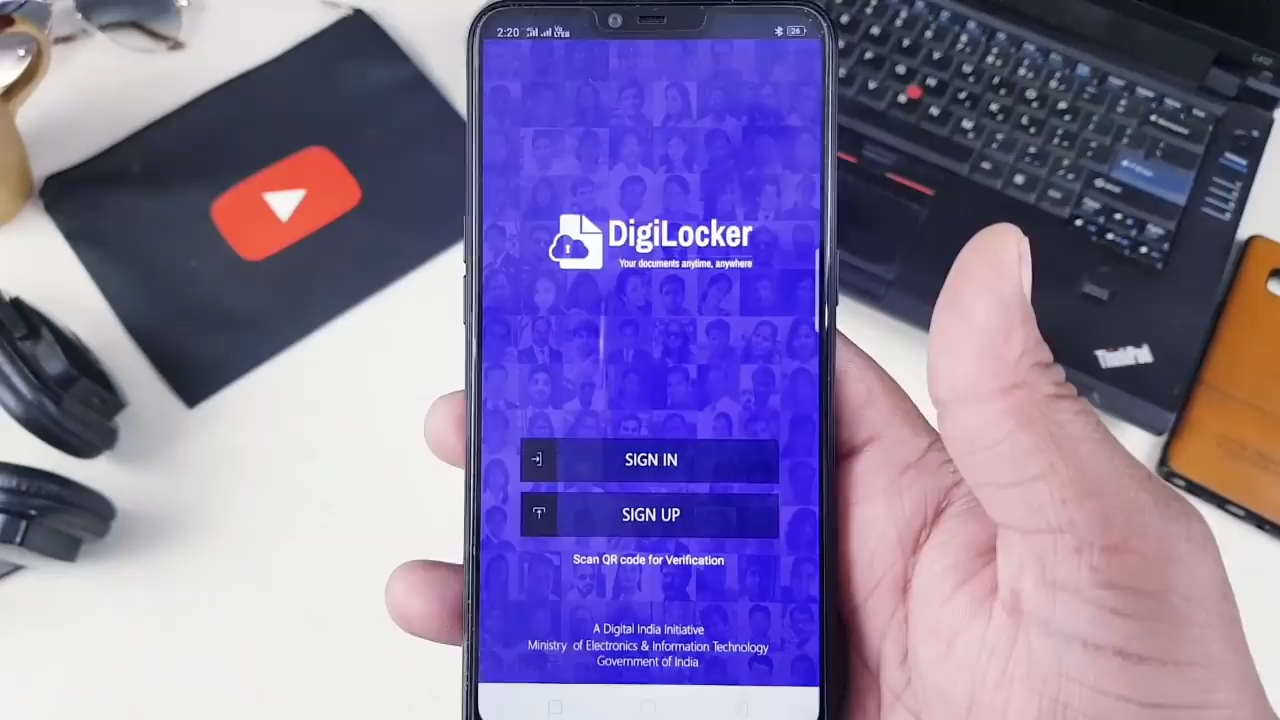 2:20
26
DigiLocker
Your documents anytime, anywhere
SIGN IN
SIGN UP
Scan QR code for Verification
A Digital India Initiative
Ministry of Electronics & Information Technology
Government of India
ThinkPad